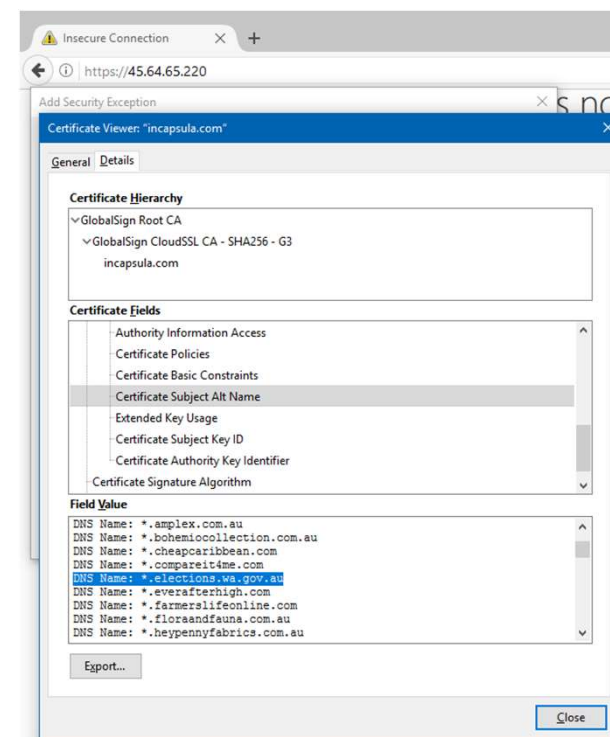 Insecure Connection
https://45.64.65.220
Add Security Exception
s no
Certificate Viewer: "incapsula.com"
General Details
Certificate Hierarchy
GlobalSign Root CA
GlobalSign CloudSSL CA - SHA256 - G3
incapsula.com
Certificate Fields
Authority Information Access
Certificate Policies
Certificate Basic Constraints
Certificate Subject Alt Name
Extended Key Usage
Certificate Subject Key ID
Certificate Authority Key Identifier
Certificate Signature Algorithm
Field Value
DNS Name: *.amplex.com.au
DNS Name: *.bohemiocollection.com.au
DNS Name: *.cheapcaribbean.com
DNS Name: *.compareit4me.com
DNS Name: *.elections.wa.gov.au
DNS Name: *.everafterhigh.com
DNS Name: *.farmerslifeonline.com
DNS Name: *.floraandfauna.com.au
DNS Name: *.heypennyfabrics.com.au
Export...
Close